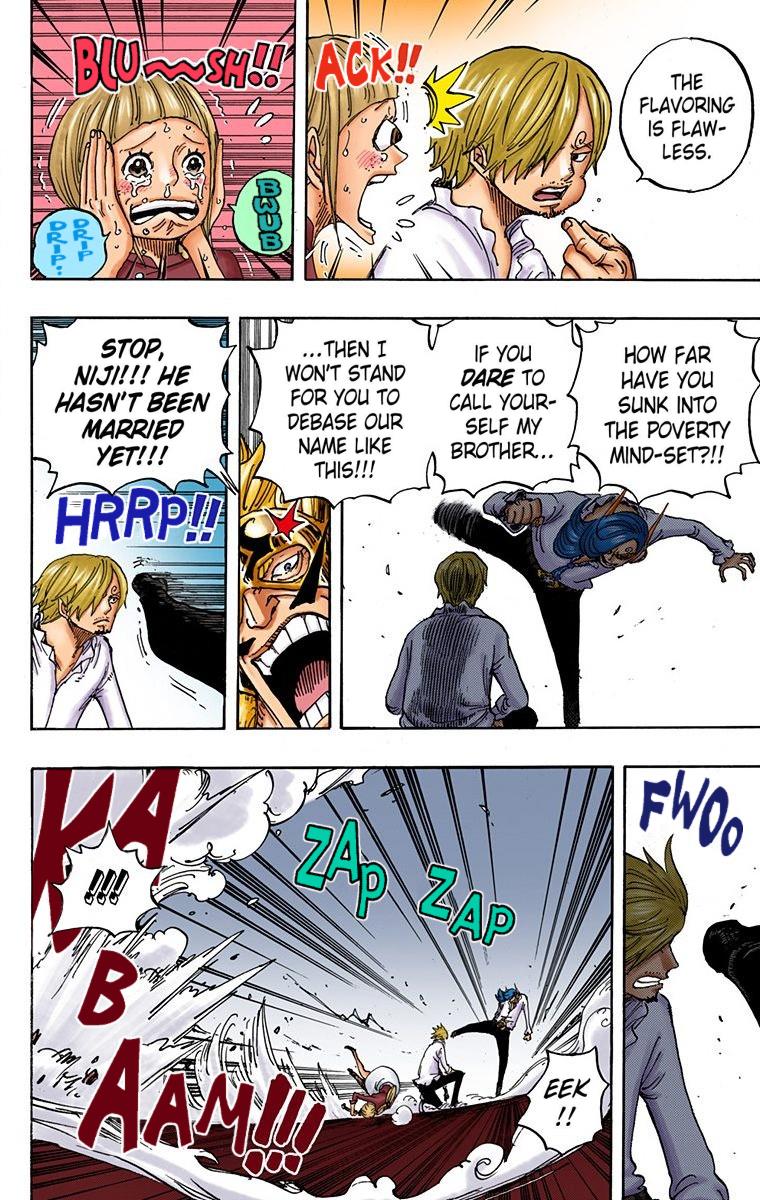 THE
FLAVORING
IS FLAW-
LESS.
ACK!!
BLU~~SH!!
BWUB
DRIP
DRIP.
HOW FAR
HAVE YOU
SUNK INTO
THE POVERTY
MIND-SET?!!
IF YOU
DARE TO
CALL YOUR-
SELF MY
BROTHER...
...THEN I
WON'T STAND
FOR YOU TO
DEBASE OUR
NAME LIKE
THIS!!!
STOP,
NIJI!!! HE
HASN'T BEEN
MARRIED
YET!!!
HRRP!!
FWOO
ZAP
ZAP
KA
BAAM!!!
!!!
EEK
!!